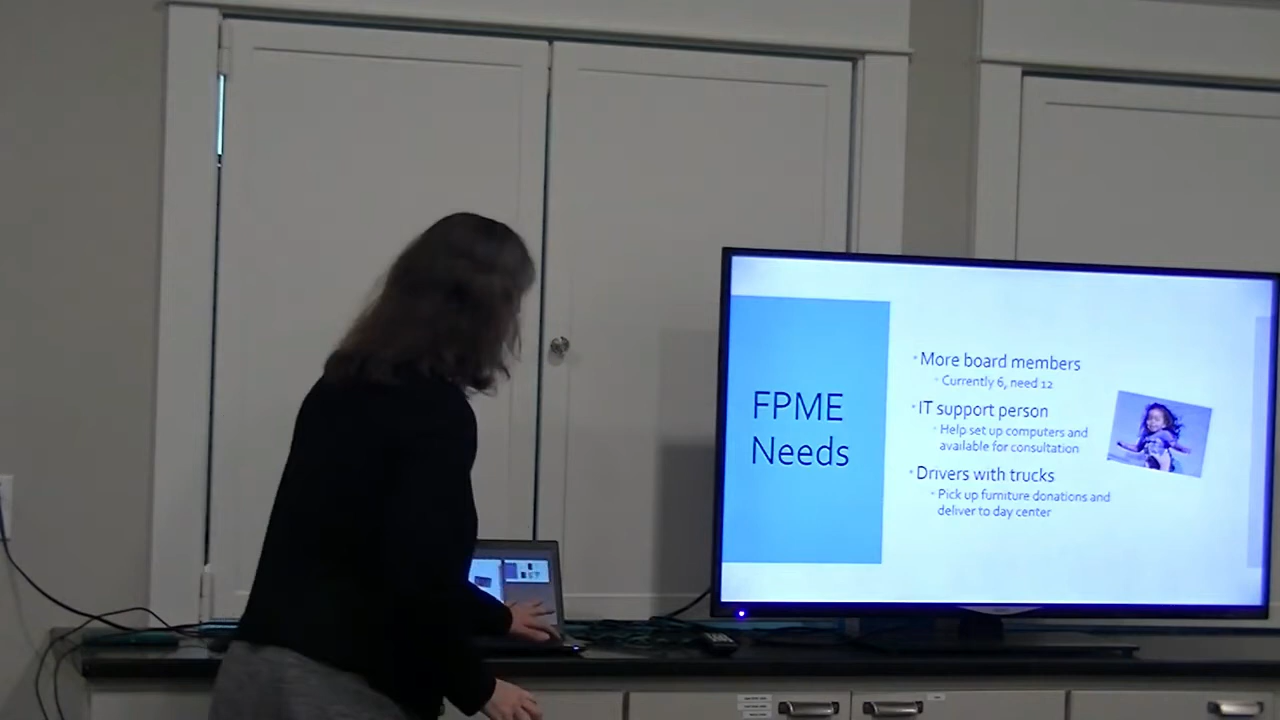 FPME
Needs
More board members
Currently 6, need 12
IT support person
Help set up computers and
available for consultation
Drivers with trucks
Pick up furniture donations and
deliver to day center